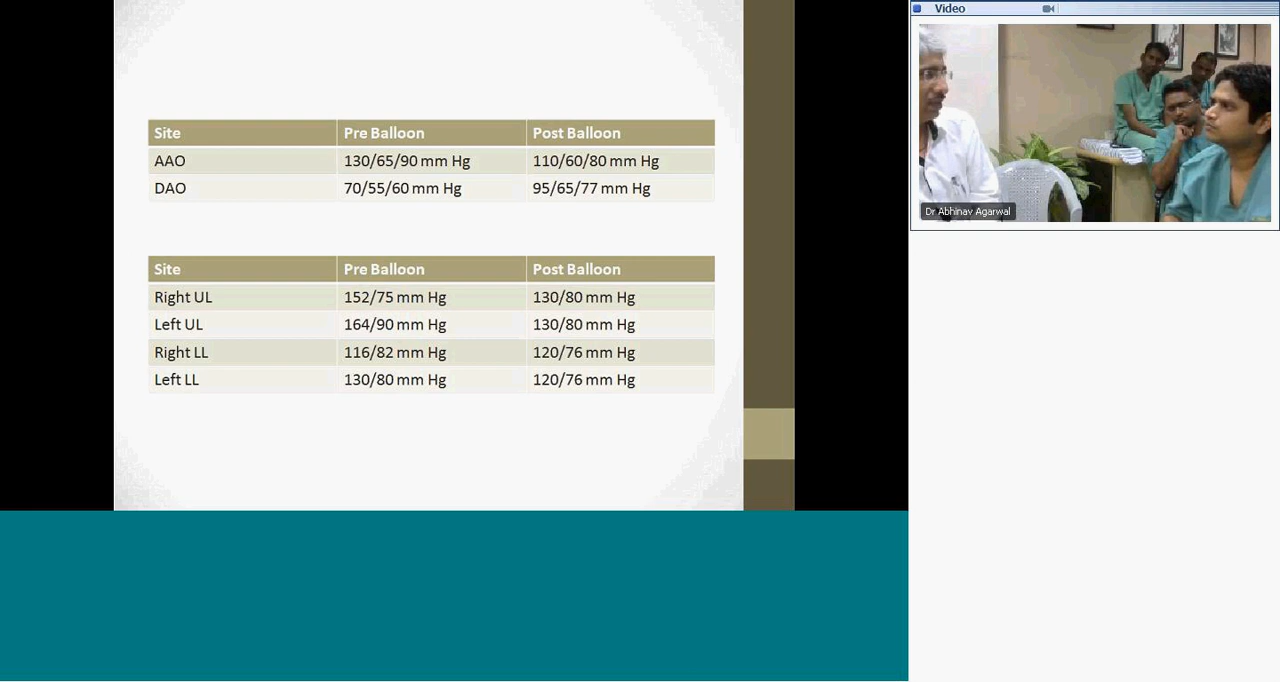 Site Pre Balloon Post Balloon
AAO 130/65/90 mm Hg 110/60/80 mm Hg
DAO 70/55/60 mm Hg 95/65/77 mm Hg
Site Pre Balloon Post Balloon
Right UL 152/75 mm Hg 130/80 mm Hg
Left UL 164/90 mm Hg 130/80 mm Hg
Right LL 116/82 mm Hg 120/76 mm Hg
Left LL 130/80 mm Hg 120/76 mm Hg
Video
Dr Abhinav Agarwal